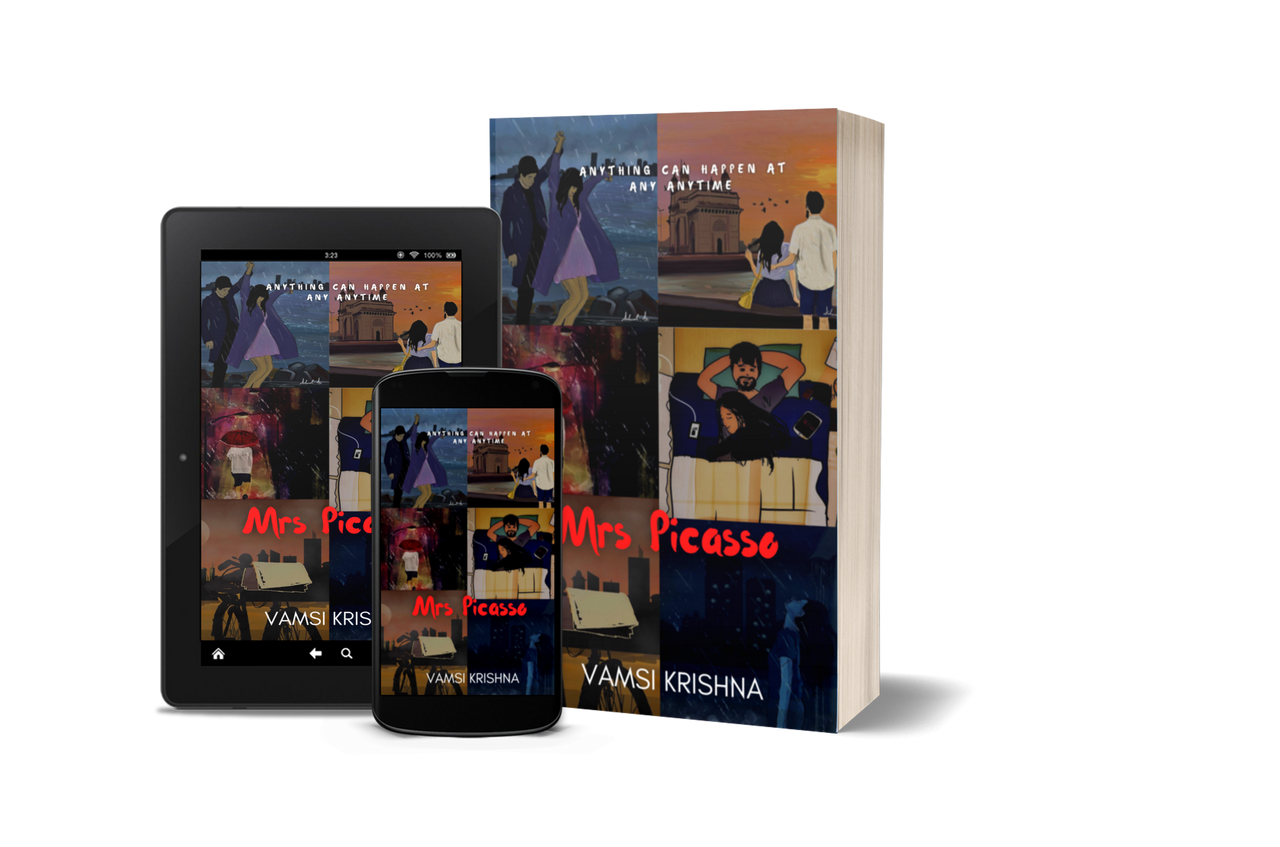 3:23
100%
ANYTHING CAN HAPPEN AT
ANY ANYTIME
Mrs Pica
VAMSI KRIS
ANYTHING CAN HAPPEN AT
ANY ANYTIME
Mrs Picasso
VAMSI KRISHNA
ANYTHING CAN HAPPEN AT
ANY ANYTIME
Mrs Picasso
VAMSI KRISHNA